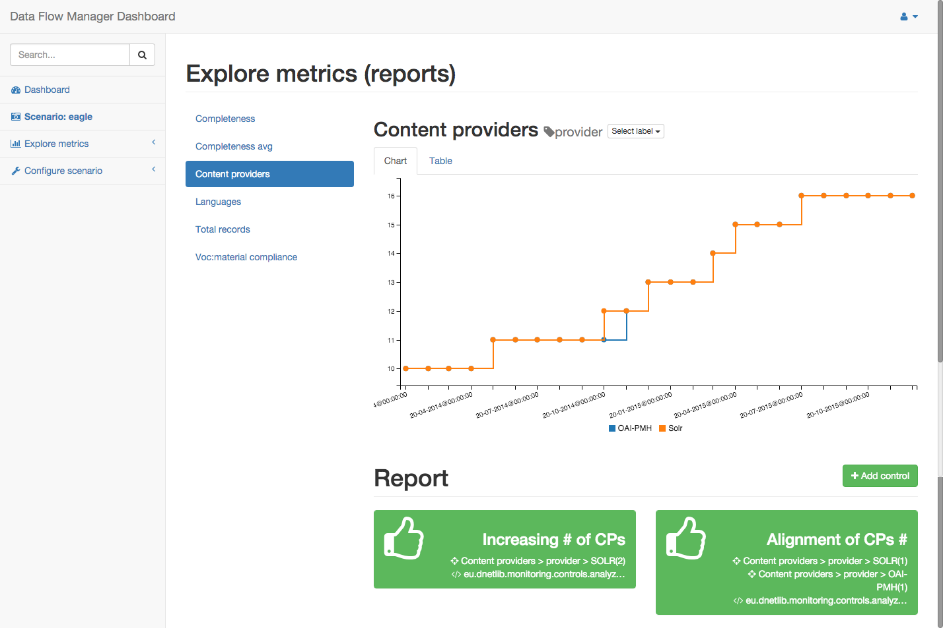 Data Flow Manager Dashboard
Search...
Dashboard
Scenario: eagle
Explore metrics
Configure scenario
Explore metrics (reports)
Completeness
Completeness avg
Content providers
Languages
Total records
Voc:material compliance
Content providers provider Select label
Chart Table
16
15
14
13
12
11
10
20-04-2014@00:00:00
20-07-2014@00:00:00
20-10-2014@00:00:00
20-01-2015@00:00:00
20-04-2015@00:00:00
20-07-2015@00:00:00
20-10-2015@00:00:00
OAI-PMH Solr
Report
+ Add control
Increasing # of CPs
Content providers > provider > SOLR(2)
</> eu.dnetlib.monitoring.controls.analyz...
Alignment of CPs #
Content providers > provider > SOLR(1)
Content providers > provider > OAI-
PMH(1)
</> eu.dnetlib.monitoring.controls.analyz...